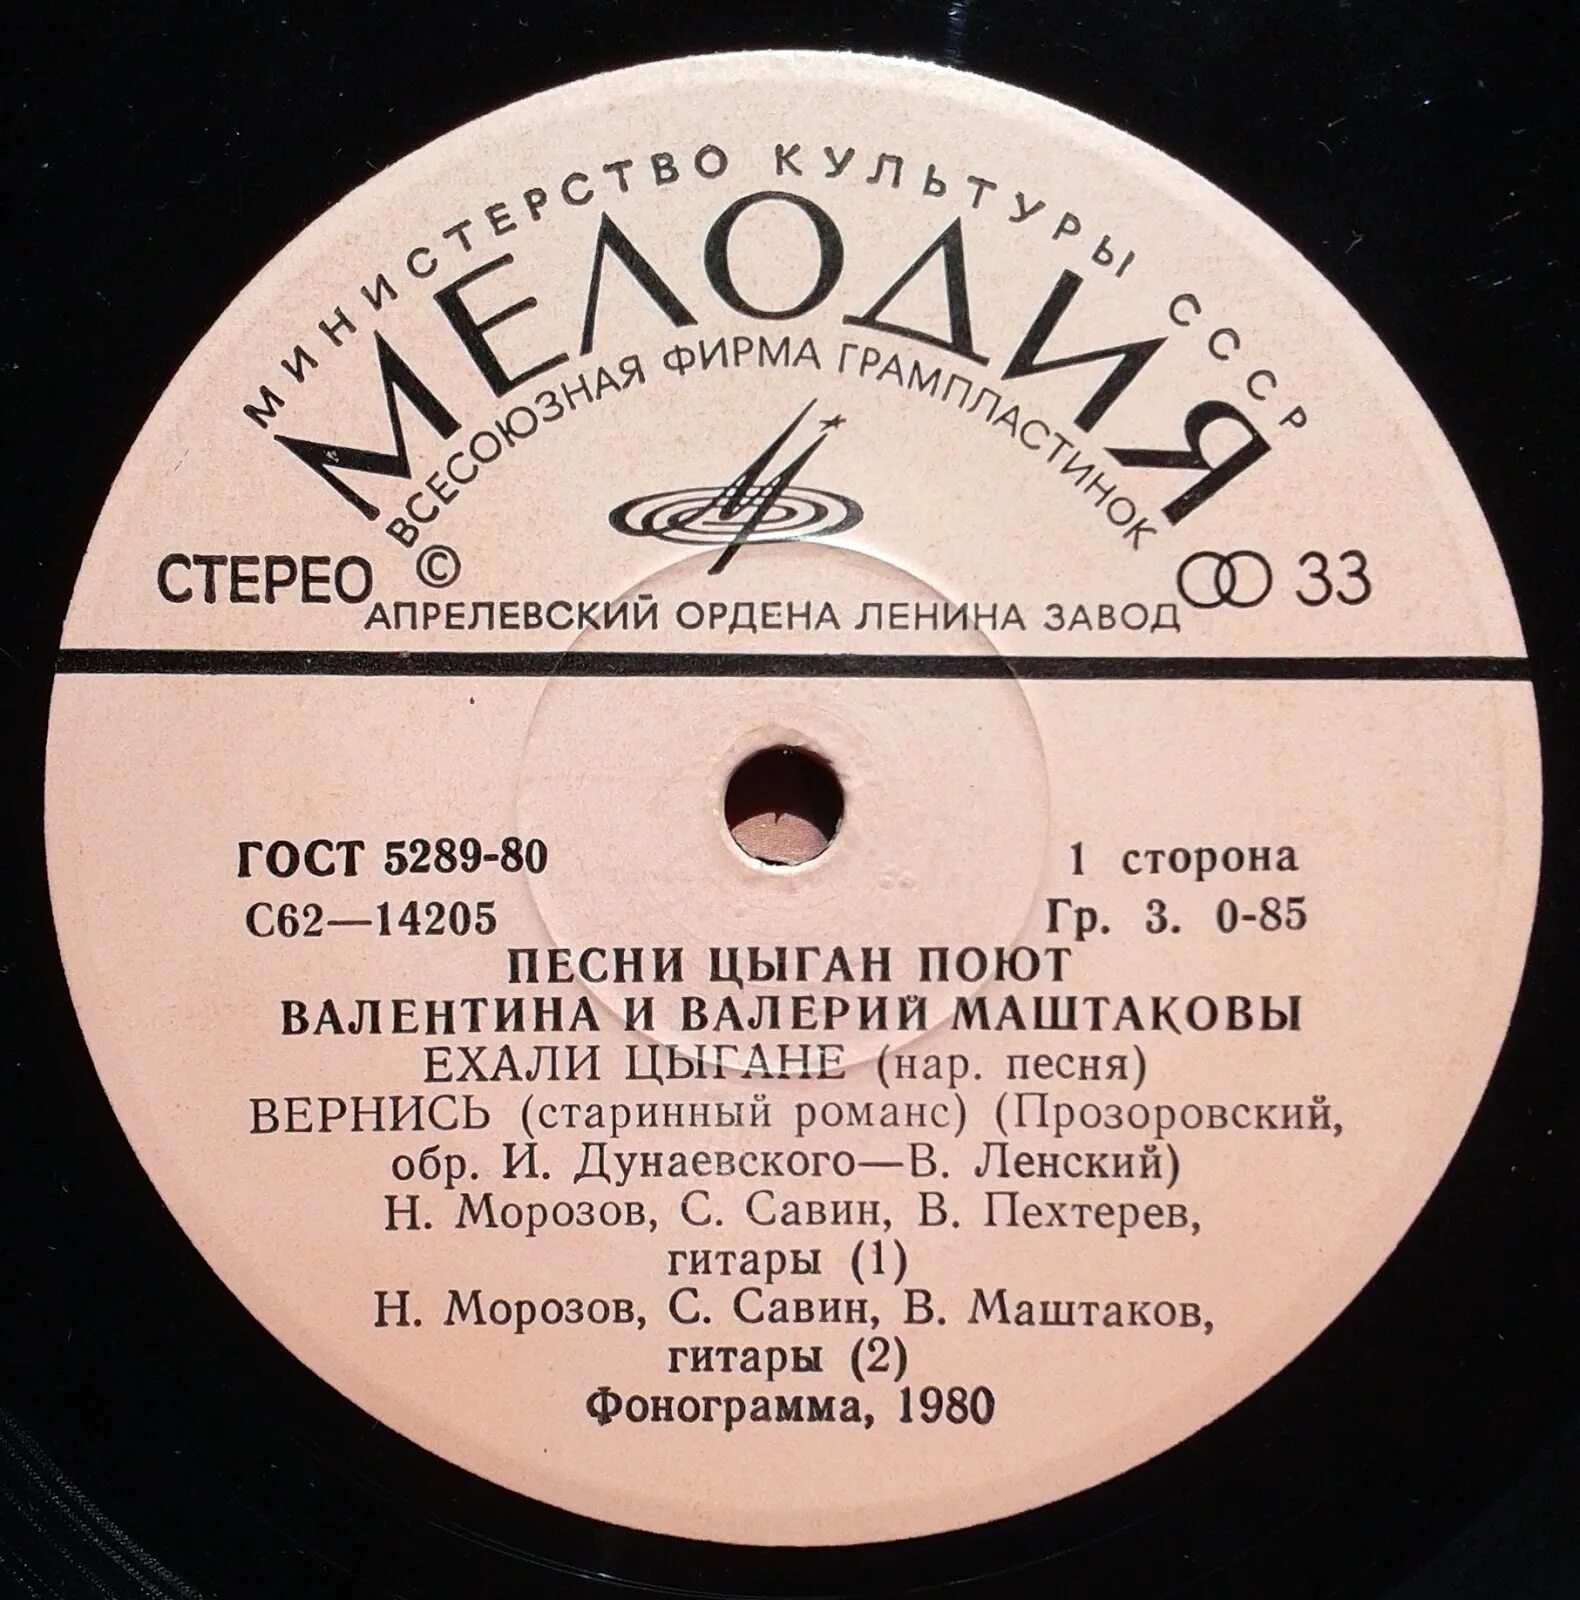 МИНИСТЕРСТВО КУЛЬТУРЫ СССР
МЕЛОДИЯ
ВСЕСОЮЗНАЯ ФИРМА ГРАМПЛАСТИНОК
СТЕРЕО © 33
АПРЕЛЕВСКИЙ ОРДЕНА ЛЕНИНА ЗАВОД
ГОСТ 5289-80 1 сторона
С62—14205 Гр. 3. 0-85
ПЕСНИ ЦЫГАН ПОЮТ
ВАЛЕНТИНА И ВАЛЕРИЙ МАШТАКОВЫ
ЕХАЛИ ЦЫГАНЕ (нар. песня)
ВЕРНИСЬ (старинный романс) (Прозоровский,
обр. И. Дунаевского—В. Ленский)
Н. Морозов, С. Савин, В. Пехтерев,
гитары (1)
Н. Морозов, С. Савин, В. Маштаков,
гитары (2)
Фонограмма, 1980